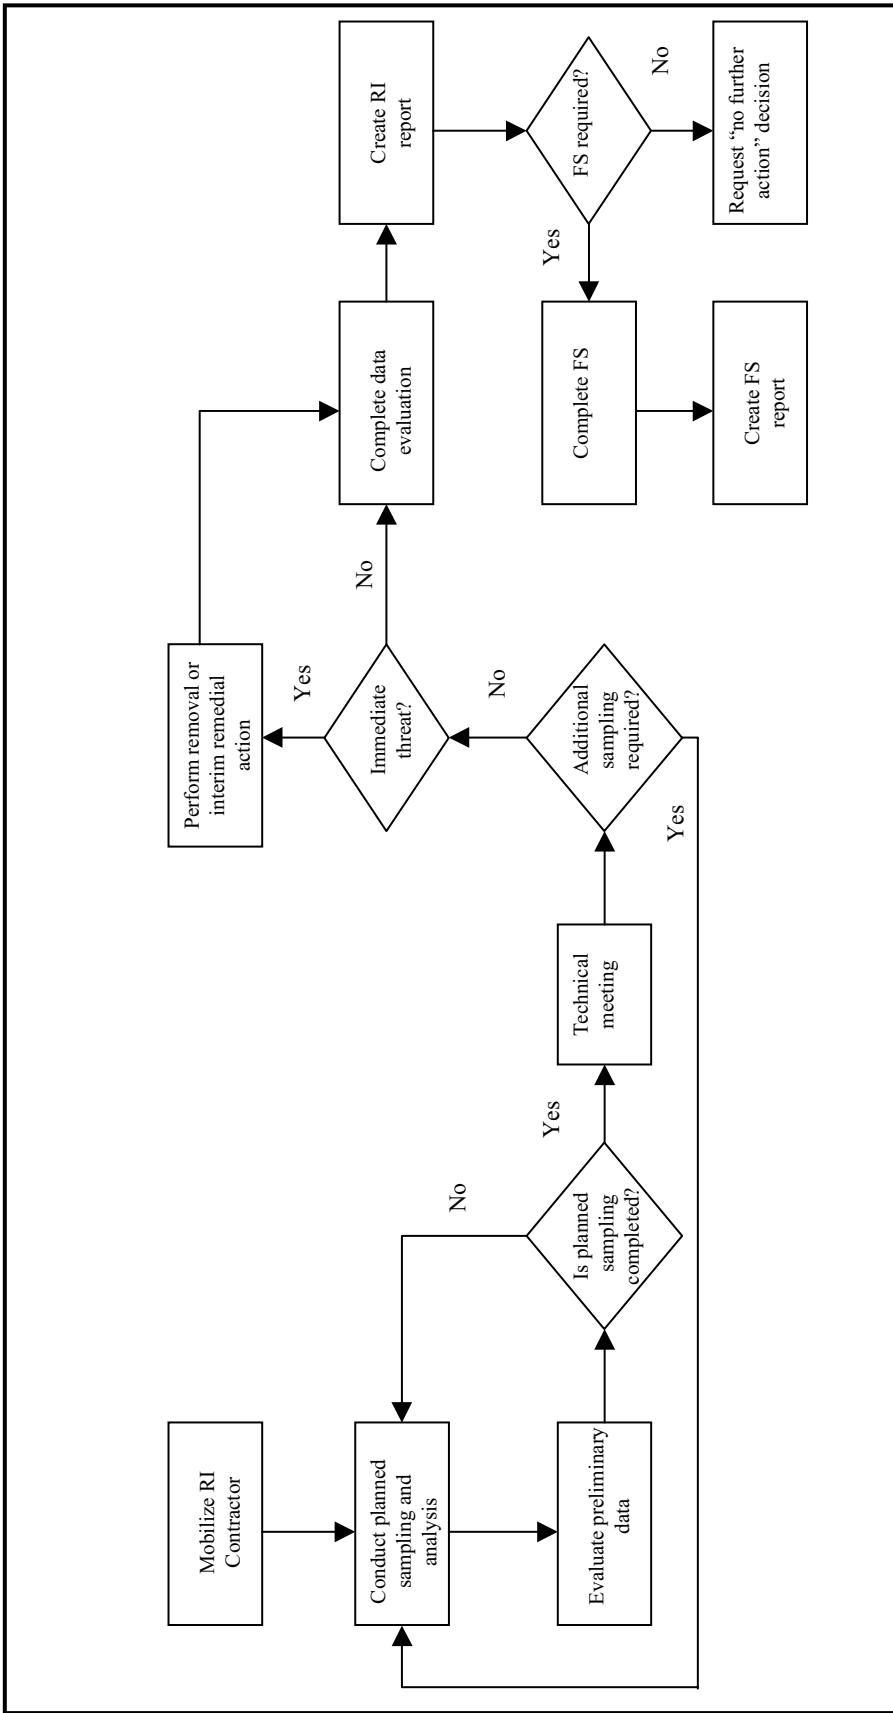 Mobilize RI
Contractor
Conduct planned
sampling and
analysis
Evaluate preliminary
data
Is planned
sampling
completed?
No
Yes
Technical
meeting
Additional
sampling
required?
Yes
No
Immediate
threat?
Yes
No
Perform removal or
interim remedial
action
Complete data
evaluation
Create RI
report
FS required?
Yes
No
Complete FS
Create FS
report
Request “no further
action” decision